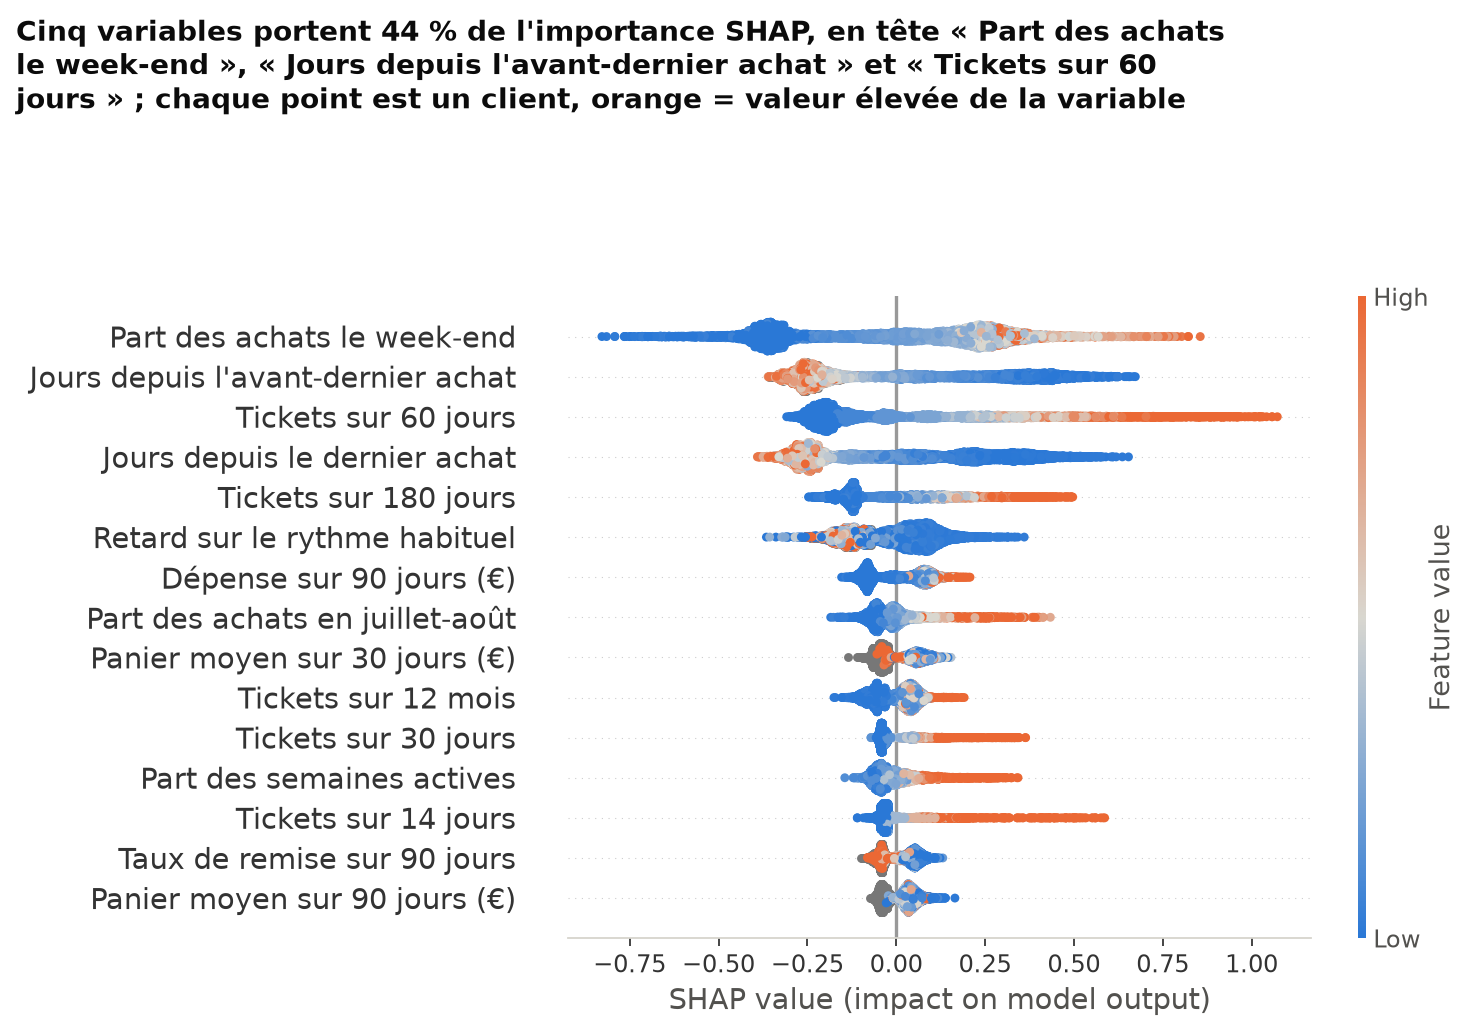 Cinq variables portent 44 % de l'importance SHAP, en tête « Part des achats
le week-end », « Jours depuis l'avant-dernier achat » et « Tickets sur 60
jours » ; chaque point est un client, orange = valeur élevée de la variable
High
Part des achats le week-end
Jours depuis l'avant-dernier achat
Tickets sur 60 jours
Jours depuis le dernier achat
Tickets sur 180 jours
Retard sur le rythme habituel
Dépense sur 90 jours (€)
Part des achats en juillet-août
Panier moyen sur 30 jours (€)
Tickets sur 12 mois
Tickets sur 30 jours
Part des semaines actives
Tickets sur 14 jours
Taux de remise sur 90 jours
Panier moyen sur 90 jours (€)
Feature value
Low
−0.75 −0.50 −0.25 0.00 0.25 0.50 0.75 1.00
SHAP value (impact on model output)